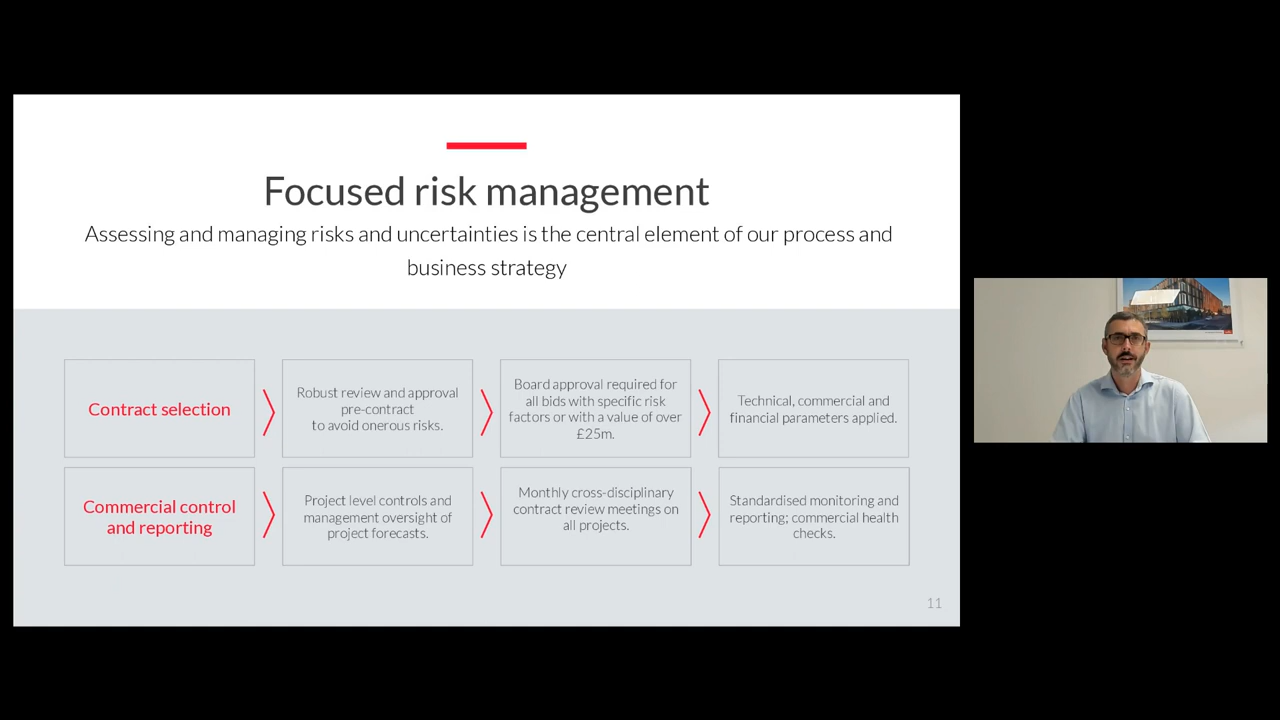 Focused risk management
Assessing and managing risks and uncertainties is the central element of our process and
business strategy
Contract selection
Robust review and approval
pre-contract
to avoid onerous risks.
Board approval required for
all bids with specific risk
factors or with a value of over
£25m.
Technical, commercial and
financial parameters applied.
Commercial control
and reporting
Project level controls and
management oversight of
project forecasts.
Monthly cross-disciplinary
contract review meetings on
all projects.
Standardised monitoring and
reporting; commercial health
checks.
11